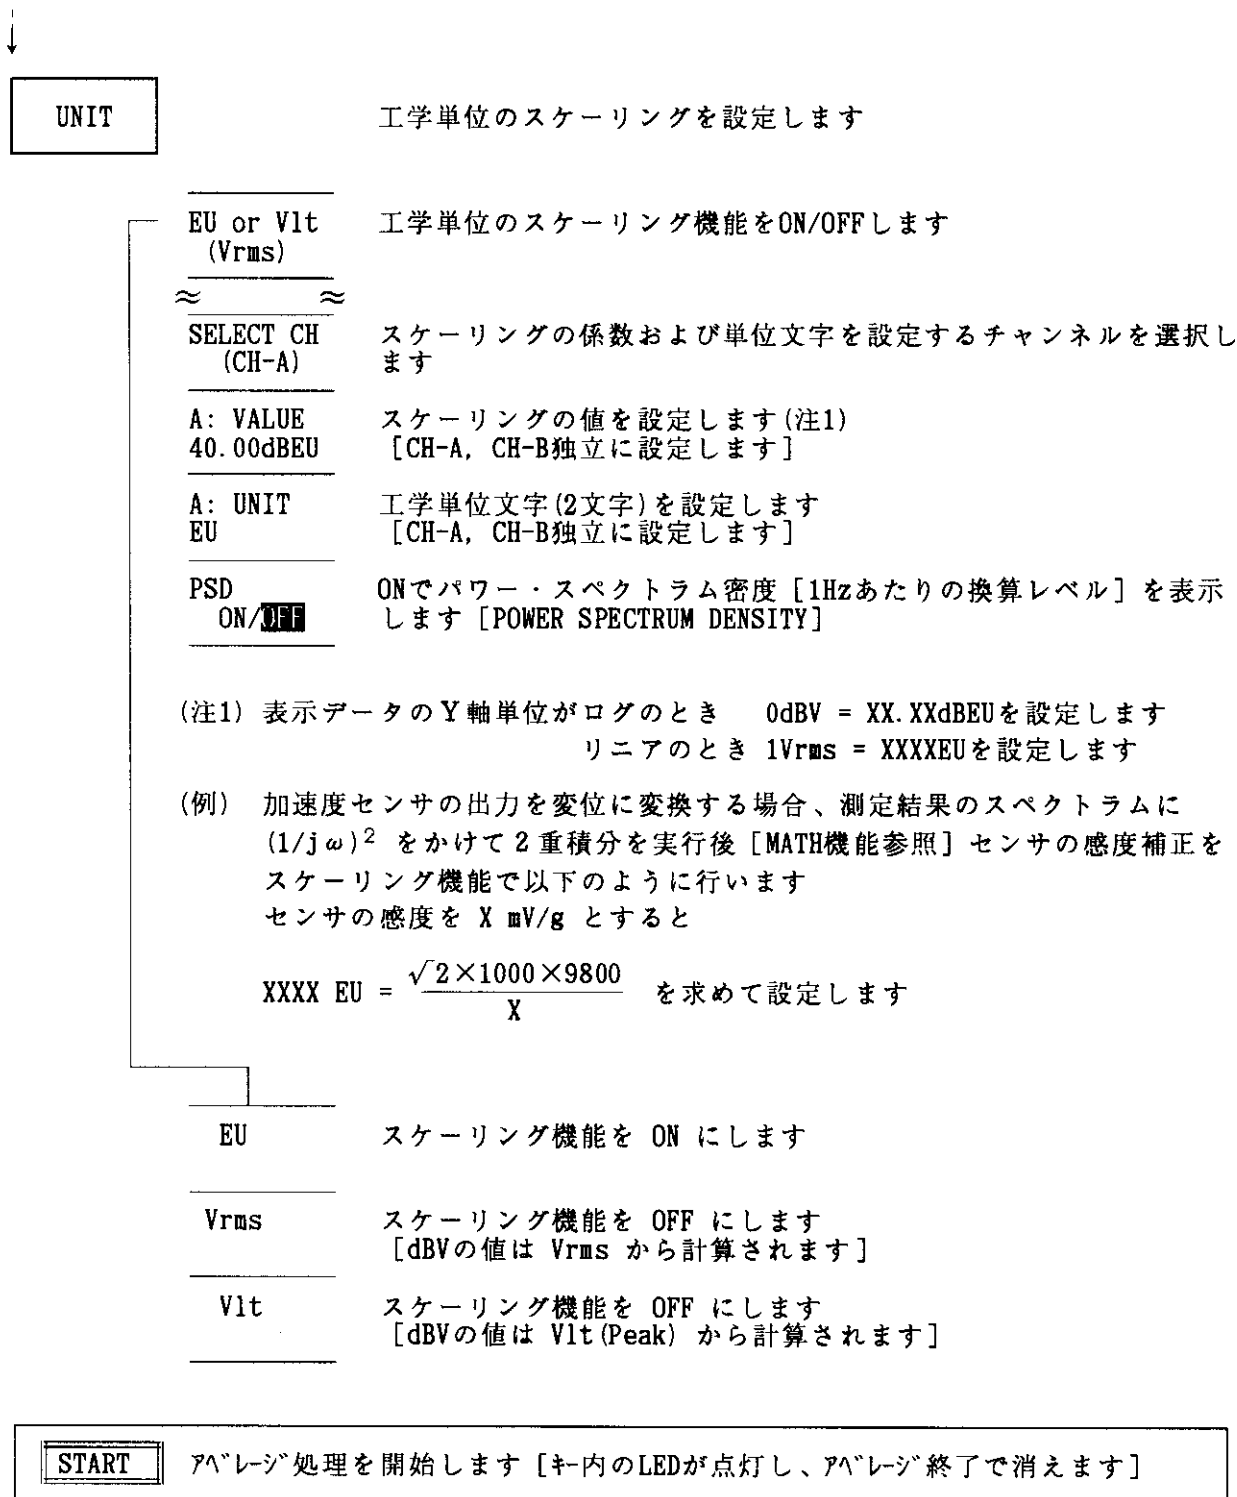 UNIT 工学単位のスケーリングを設定します
EU or Vlt 工学単位のスケーリング機能をON/OFFします
(Vrms)
≈ ≈
SELECT CH スケーリングの係数および単位文字を設定するチャンネルを選択し
(CH-A) ます
A: VALUE スケーリングの値を設定します(注1)
40.00dBEU [CH-A, CH-B独立に設定します]
A: UNIT 工学単位文字(2文字)を設定します
EU [CH-A, CH-B独立に設定します]
PSD ONでパワー・スペクトラム密度[1Hzあたりの換算レベル]を表示
ON/OFF します[POWER SPECTRUM DENSITY]
(注1) 表示データのY軸単位がログのとき 0dBV = XX.XXdBEUを設定します
リニアのとき 1Vrms = XXXXEUを設定します
(例) 加速度センサの出力を変位に変換する場合、測定結果のスペクトラムに
(1/jω)² をかけて2重積分を実行後[MATH機能参照]センサの感度補正を
スケーリング機能で以下のように行います
センサの感度を X mV/g とすると
XXXX EU = √2×1000×9800 / X を求めて設定します
EU スケーリング機能を ON にします
Vrms スケーリング機能を OFF にします
[dBVの値は Vrms から計算されます]
Vlt スケーリング機能を OFF にします
[dBVの値は Vlt(Peak) から計算されます]
START ｱﾍﾞﾚｰｼﾞ処理を開始します[ｷｰ内のLEDが点灯し、ｱﾍﾞﾚｰｼﾞ終了で消えます]